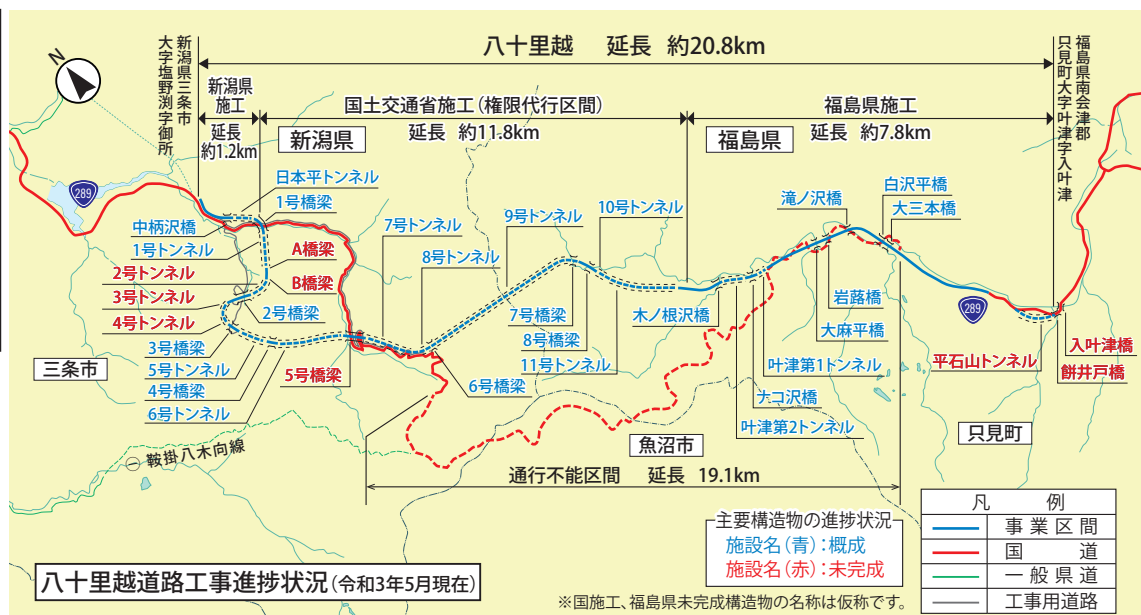 八十里越 延長 約20.8km
新潟県三条市
大字塩野渕字御所
新潟県
施工
延長
約1.2km
国土交通省施工(権限代行区間)
延長 約11.8km
福島県施工
延長 約7.8km
福島県南会津郡
只見町大字叶津字入叶津
N
新潟県
福島県
289
日本平トンネル
1号橋梁
中柄沢橋
1号トンネル
A橋梁
2号トンネル
B橋梁
3号トンネル
2号橋梁
4号トンネル
3号橋梁
5号トンネル
4号橋梁
6号トンネル
5号橋梁
7号トンネル
8号トンネル
6号橋梁
9号トンネル
7号橋梁
8号橋梁
10号トンネル
11号トンネル
木ノ根沢橋
叶津第2トンネル
ナコ沢橋
叶津第1トンネル
大麻平橋
岩蕗橋
滝ノ沢橋
白沢平橋
大三本橋
289
平石山トンネル
入叶津橋
餅井戸橋
三条市
魚沼市
只見町
㊀ 鞍掛八木向線
通行不能区間 延長 19.1km
主要構造物の進捗状況
施設名(青):概成
施設名(赤):未完成
凡 例
事業区間
国 道
一般県道
工事用道路
八十里越道路工事進捗状況(令和3年5月現在)
※国施工、福島県未完成構造物の名称は仮称です。